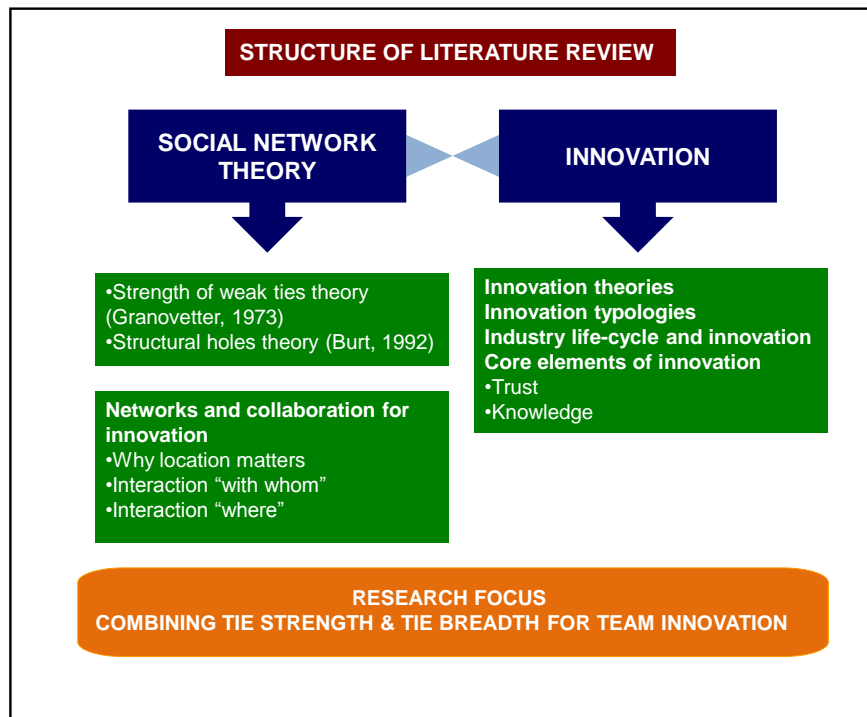 STRUCTURE OF LITERATURE REVIEW
SOCIAL NETWORK
THEORY
INNOVATION
•Strength of weak ties theory
(Granovetter, 1973)
•Structural holes theory (Burt, 1992)
Networks and collaboration for
innovation
•Why location matters
•Interaction “with whom”
•Interaction “where”
Innovation theories
Innovation typologies
Industry life-cycle and innovation
Core elements of innovation
•Trust
•Knowledge
RESEARCH FOCUS
COMBINING TIE STRENGTH & TIE BREADTH FOR TEAM INNOVATION